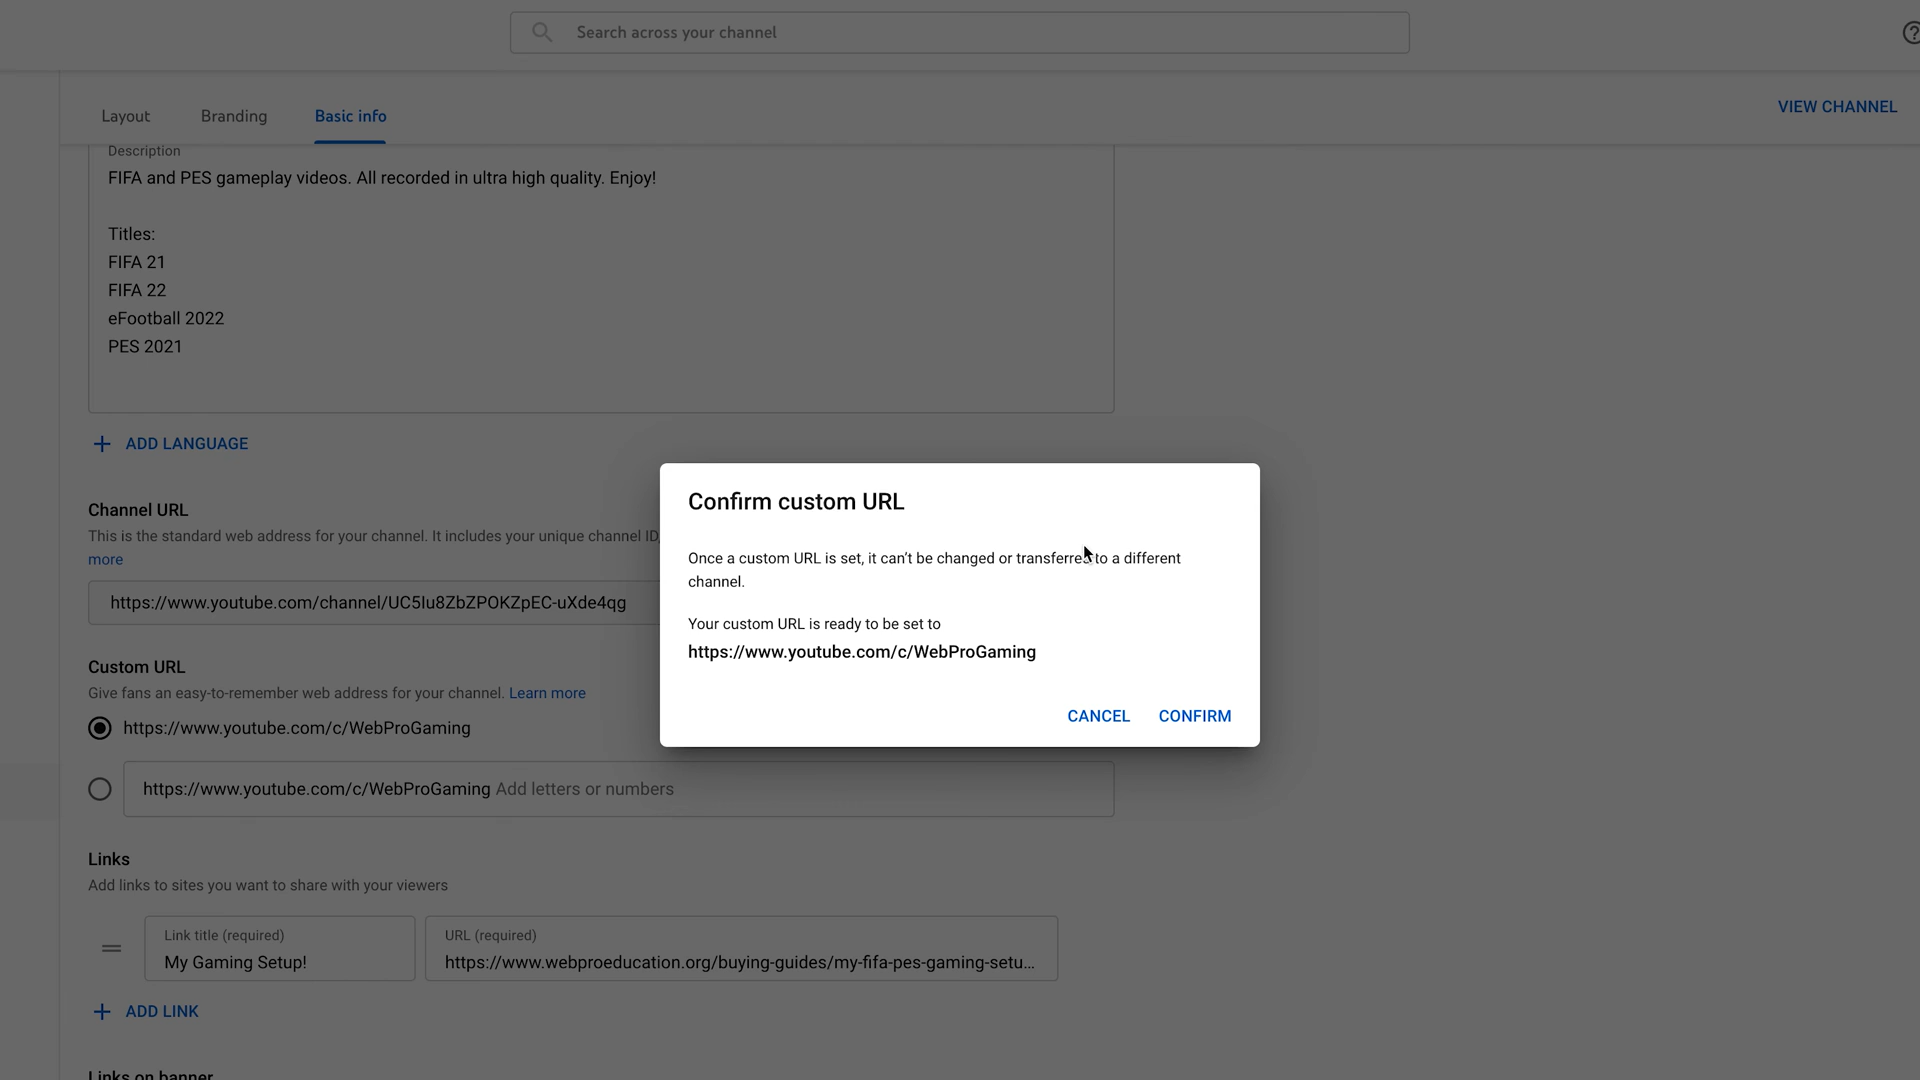 Search across your channel
Layout
Branding
Basic info
VIEW CHANNEL
Description
FIFA and PES gameplay videos. All recorded in ultra high quality. Enjoy!
Titles:
FIFA 21
FIFA 22
eFootball 2022
PES 2021
ADD LANGUAGE
Channel URL
This is the standard web address for your channel. It includes your unique channel ID,
more
https://www.youtube.com/channel/UC5Iu8ZbZPOKZpEC-uXde4qg
Custom URL
Give fans an easy-to-remember web address for your channel. Learn more
https://www.youtube.com/c/WebProGaming
https://www.youtube.com/c/WebProGaming Add letters or numbers
Links
Add links to sites you want to share with your viewers
Link title (required)
My Gaming Setup!
URL (required)
https://www.webproeducation.org/buying-guides/my-fifa-pes-gaming-setu...
ADD LINK
Links on banner
Confirm custom URL
Once a custom URL is set, it can't be changed or transferred to a different
channel.
Your custom URL is ready to be set to
https://www.youtube.com/c/WebProGaming
CANCEL
CONFIRM